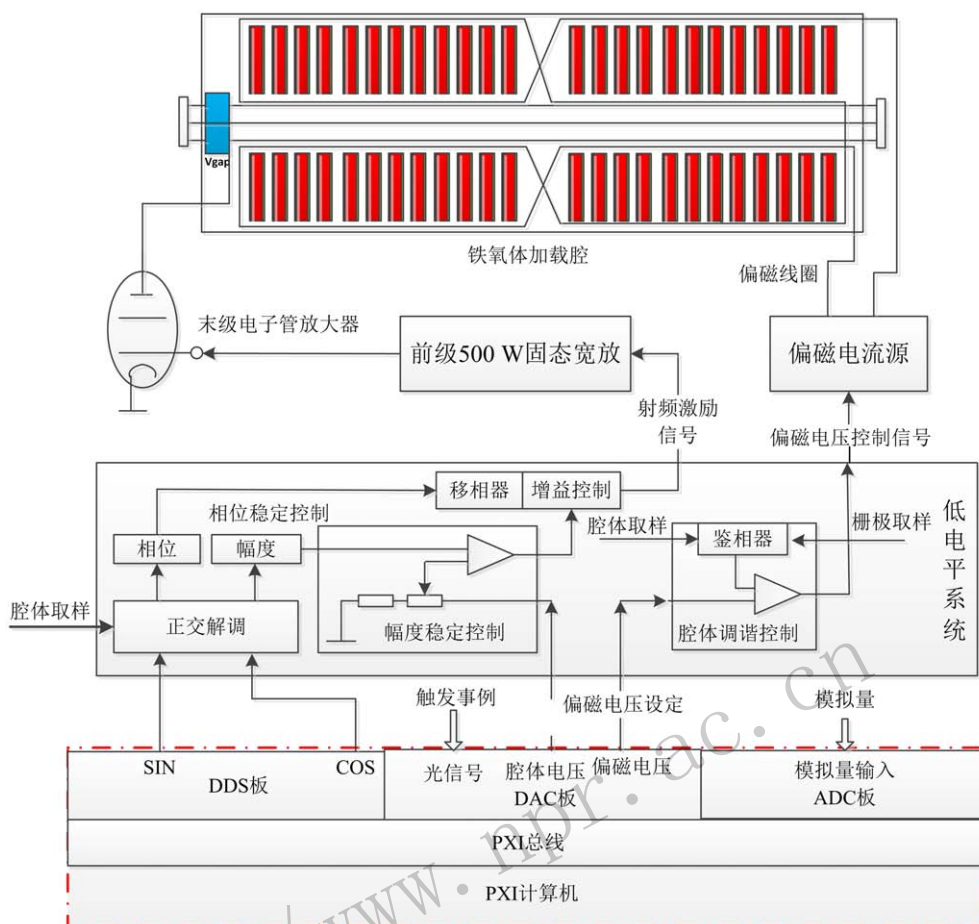 Vgap
铁氧体加载腔
偏磁线圈
末级电子管放大器
前级500 W固态宽放
偏磁电流源
射频激励
信号
偏磁电压控制信号
移相器
增益控制
相位稳定控制
腔体取样
栅极取样
低电平系统
相位
幅度
鉴相器
腔体取样
正交解调
幅度稳定控制
腔体调谐控制
触发事例
偏磁电压设定
模拟量
SIN
COS
DDS板
光信号
腔体电压
偏磁电压
DAC板
模拟量输入
ADC板
PXI总线
PXI计算机
www.npr.ac.cn